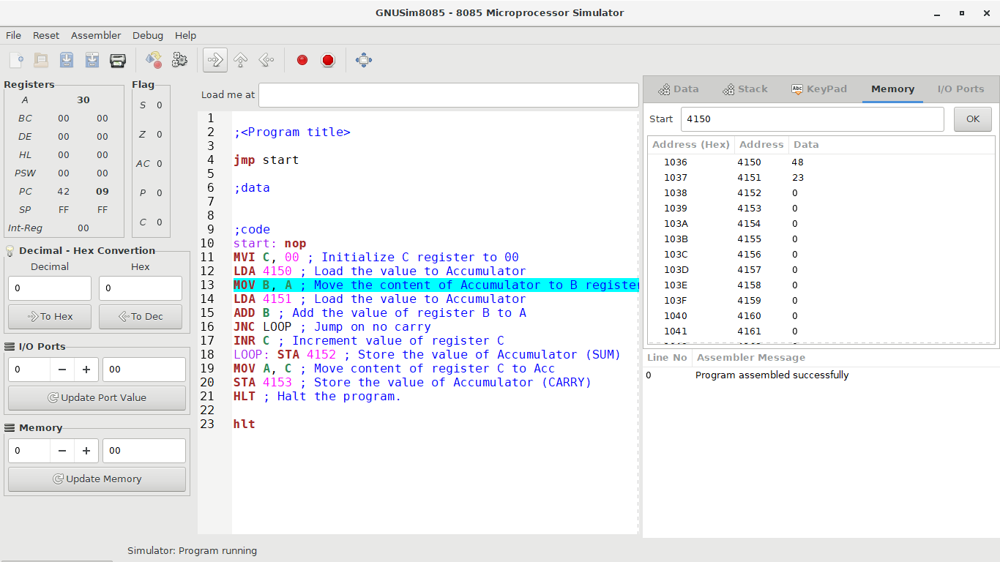 GNUSim8085 - 8085 Microprocessor Simulator
File Reset Assembler Debug Help
Registers
A 30
BC 00 00
DE 00 00
HL 00 00
PSW 00 00
PC 42 09
SP FF FF
Int-Reg 00
Flag
S 0
Z 0
AC 0
P 0
C 0
Decimal - Hex Convertion
Decimal Hex
0 0
To Hex To Dec
I/O Ports
0 00
Update Port Value
Memory
0 00
Update Memory
Load me at
1
2 ;<Program title>
3
4 jmp start
5
6 ;data
7
8
9 ;code
10 start: nop
11 MVI C, 00 ; Initialize C register to 00
12 LDA 4150 ; Load the value to Accumulator
13 MOV B, A ; Move the content of Accumulator to B register
14 LDA 4151 ; Load the value to Accumulator
15 ADD B ; Add the value of register B to A
16 JNC LOOP ; Jump on no carry
17 INR C ; Increment value of register C
18 LOOP: STA 4152 ; Store the value of Accumulator (SUM)
19 MOV A, C ; Move content of register C to Acc
20 STA 4153 ; Store the value of Accumulator (CARRY)
21 HLT ; Halt the program.
22
23 hlt
Data Stack Abc KeyPad Memory I/O Ports
Start 4150 OK
Address (Hex) Address Data
1036 4150 48
1037 4151 23
1038 4152 0
1039 4153 0
103A 4154 0
103B 4155 0
103C 4156 0
103D 4157 0
103E 4158 0
103F 4159 0
1040 4160 0
1041 4161 0
Line No Assembler Message
0 Program assembled successfully
Simulator: Program running